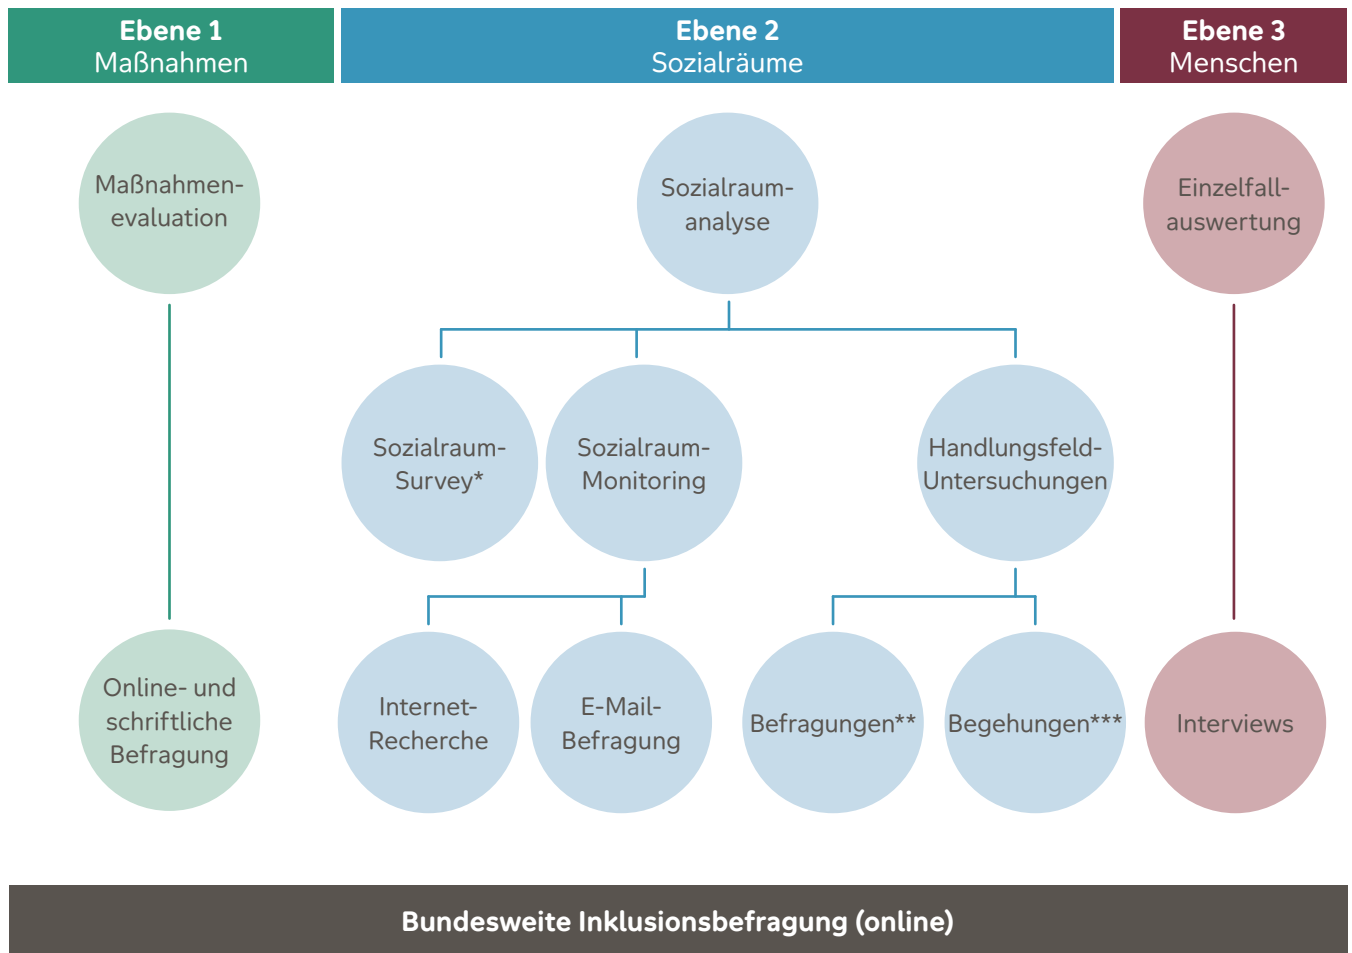 Ebene 1
Maßnahmen
Ebene 2
Sozialräume
Ebene 3
Menschen
Maßnahmen-
evaluation
Sozialraum-
analyse
Einzelfall-
auswertung
Sozialraum-
Survey*
Sozialraum-
Monitoring
Handlungsfeld-
Untersuchungen
Online- und
schriftliche
Befragung
Internet-
Recherche
E-Mail-
Befragung
Befragungen**
Begehungen***
Interviews
Bundesweite Inklusionsbefragung (online)